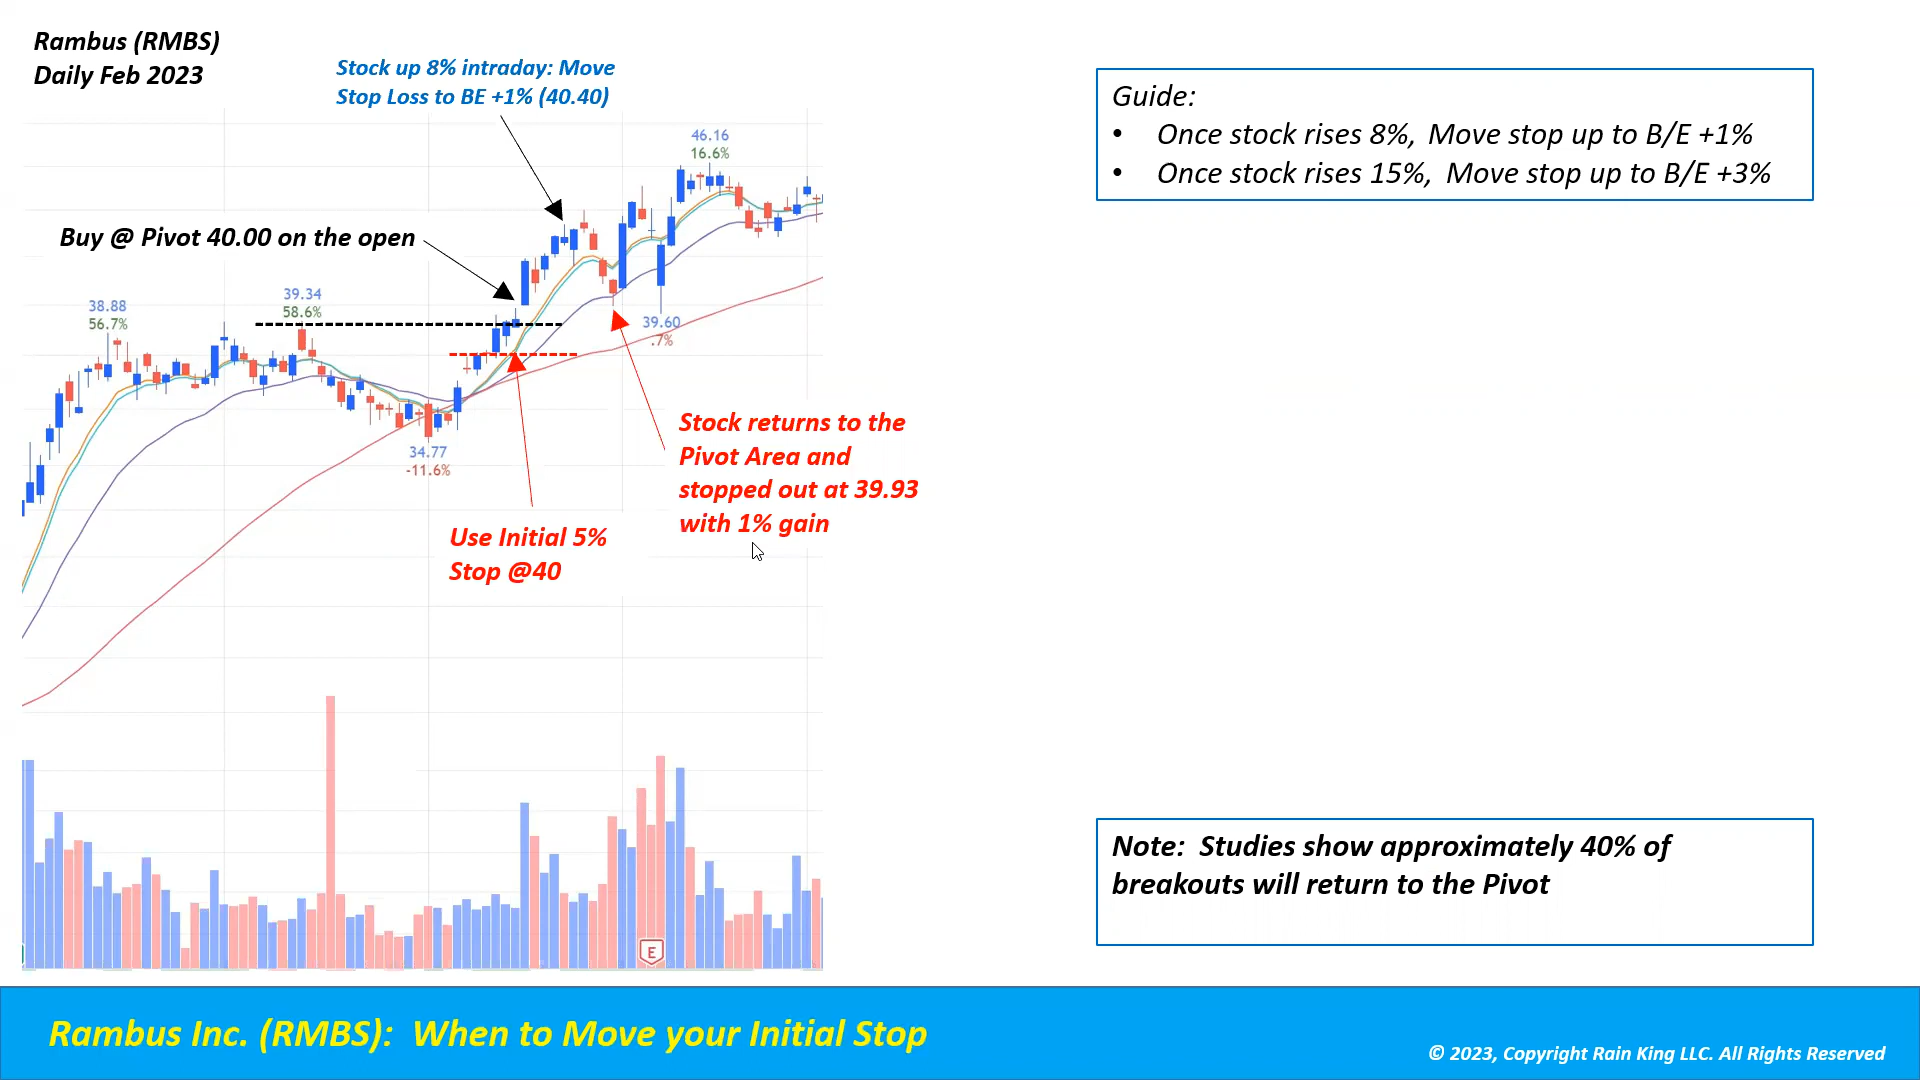 Rambus (RMBS)
Daily Feb 2023
Stock up 8% intraday: Move
Stop Loss to BE +1% (40.40)
Buy @ Pivot 40.00 on the open
38.88
56.7%
39.34
58.6%
46.16
16.6%
39.60
.7%
34.77
-11.6%
Stock returns to the
Pivot Area and
stopped out at 39.93
with 1% gain
Use Initial 5%
Stop @40
E
Guide:
• Once stock rises 8%, Move stop up to B/E +1%
• Once stock rises 15%, Move stop up to B/E +3%
Note: Studies show approximately 40% of
breakouts will return to the Pivot
Rambus Inc. (RMBS): When to Move your Initial Stop
© 2023, Copyright Rain King LLC. All Rights Reserved